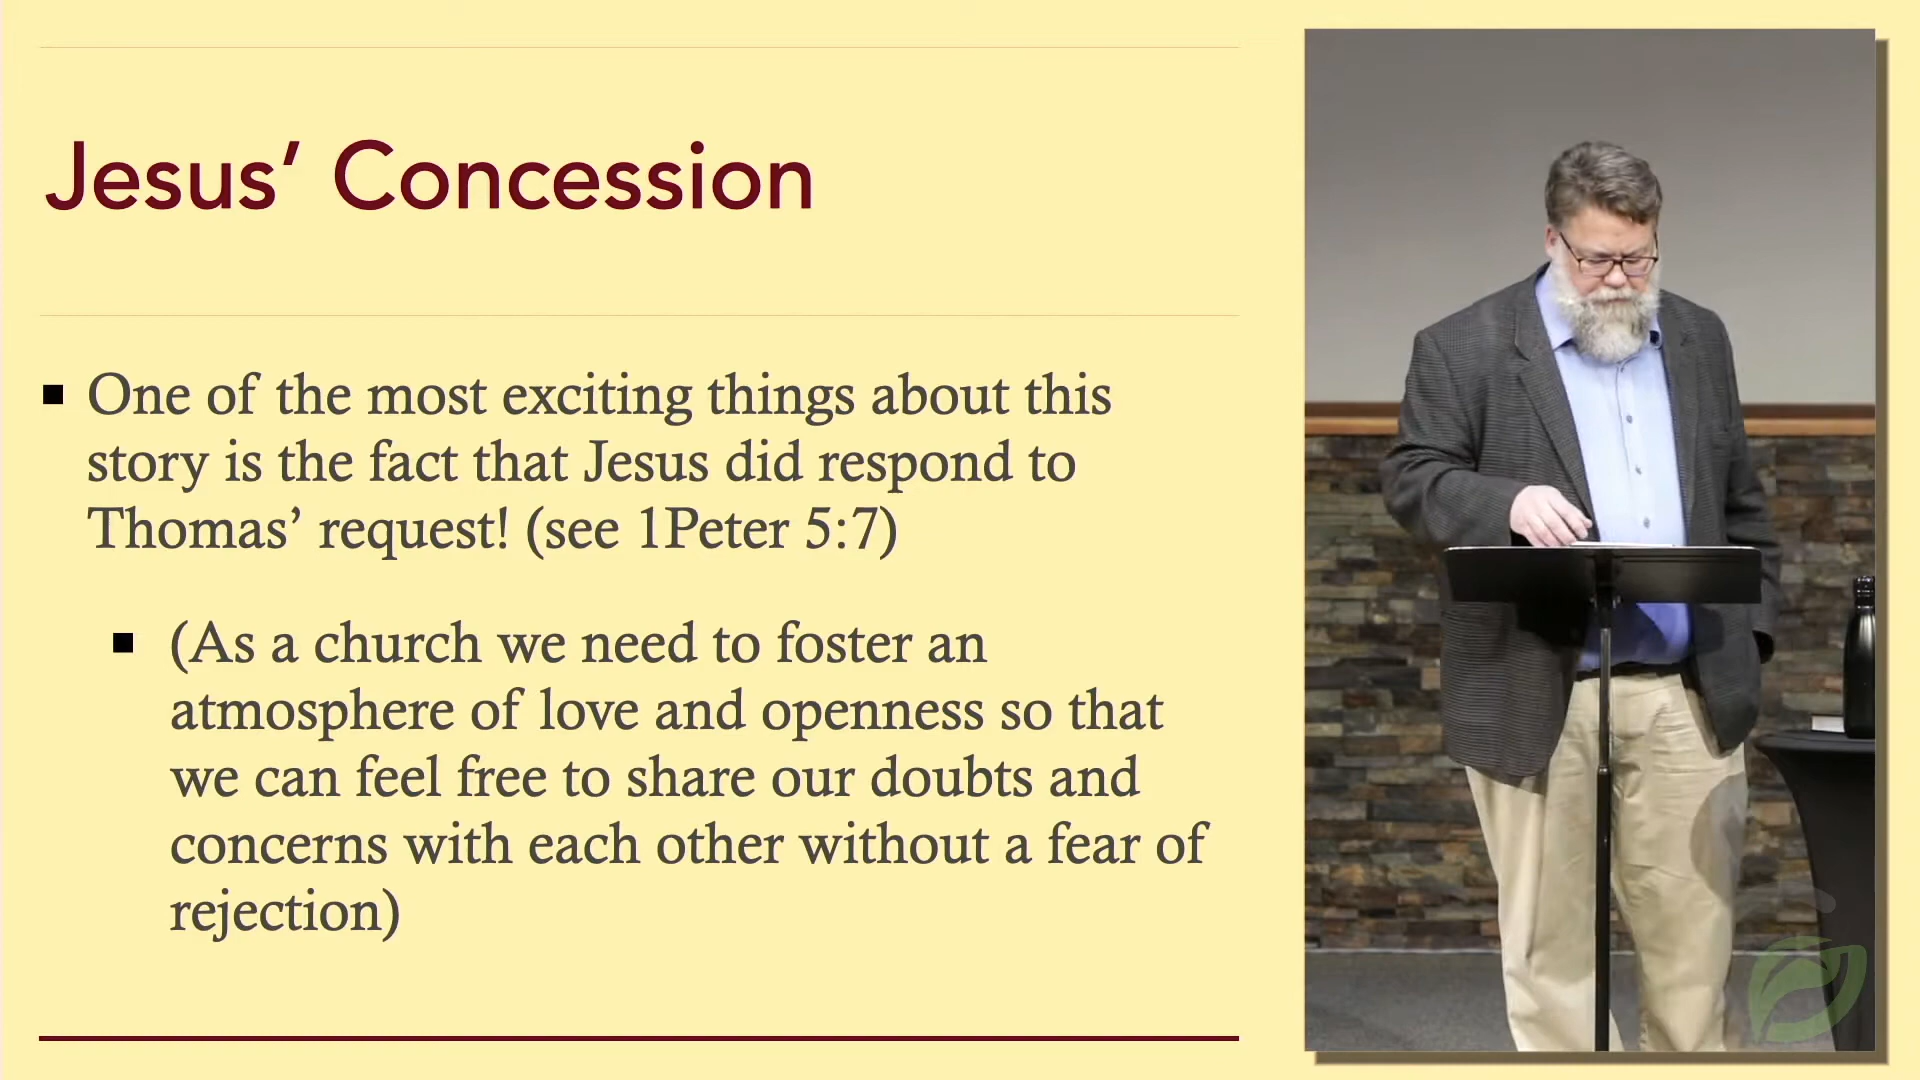 Jesus’ Concession
▪ One of the most exciting things about this
story is the fact that Jesus did respond to
Thomas’ request! (see 1Peter 5:7)
▪ (As a church we need to foster an
atmosphere of love and openness so that
we can feel free to share our doubts and
concerns with each other without a fear of
rejection)